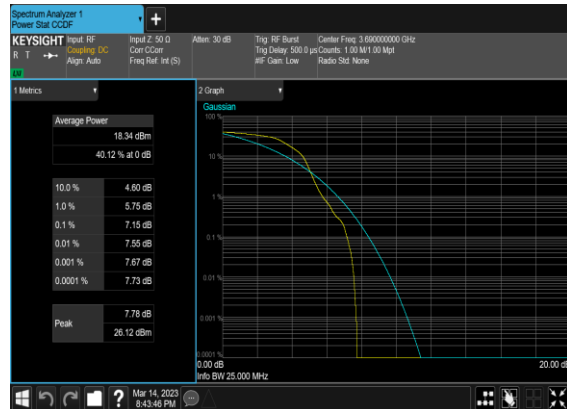 Spectrum Analyzer 1
Power Stat CCDF
KEYSIGHT
R T
Input: RF
Coupling: DC
Align: Auto
Input Z: 50 Ω
Corr CCorr
Freq Ref: Int (S)
Atten: 30 dB
Trig: RF Burst
Trig Delay: 500.0 µs
#IF Gain: Low
Center Freq: 3.690000000 GHz
Counts: 1.00 M/1.00 Mpt
Radio Std: None
1 Metrics
Average Power
18.34 dBm
40.12 % at 0 dB
10.0 % 4.60 dB
1.0 % 5.75 dB
0.1 % 7.15 dB
0.01 % 7.55 dB
0.001 % 7.67 dB
0.0001 % 7.73 dB
Peak
7.78 dB
26.12 dBm
2 Graph
Gaussian
100 %
10 %
1 %
0.1 %
0.01 %
0.001 %
0.0001 %
0.00 dB
20.00 dB
Info BW 25.000 MHz
?
Mar 14, 2023
8:43:46 PM